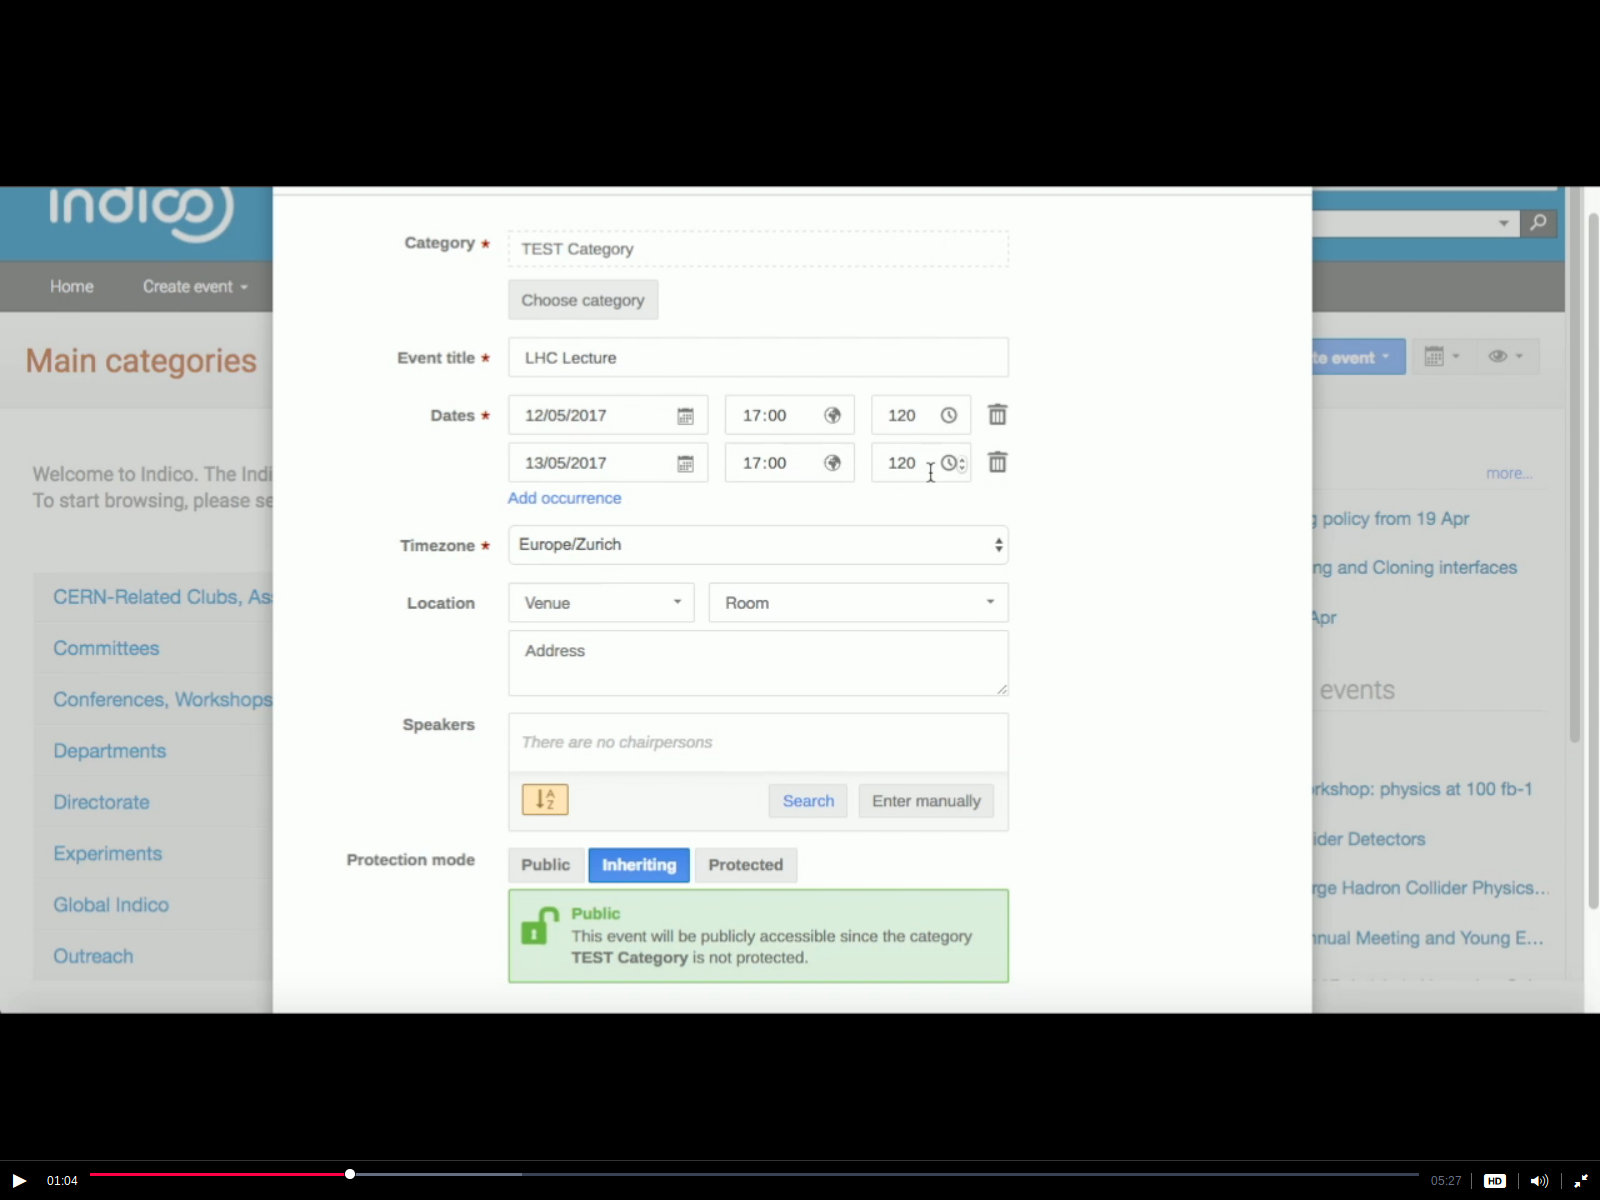 indico
Home
Create event
Main categories
Welcome to Indico. The Indi
To start browsing, please se
CERN-Related Clubs, Ass
Committees
Conferences, Workshops
Departments
Directorate
Experiments
Global Indico
Outreach
Category *
TEST Category
Choose category
Event title *
LHC Lecture
Dates *
12/05/2017 17:00 120
13/05/2017 17:00 120
Add occurrence
Timezone *
Europe/Zurich
Location
Venue
Room
Address
Speakers
There are no chairpersons
A
Z
Search
Enter manually
Protection mode
Public
Inheriting
Protected
Public
This event will be publicly accessible since the category
TEST Category is not protected.
te event
more...
g policy from 19 Apr
ng and Cloning interfaces
Apr
events
rkshop: physics at 100 fb-1
ider Detectors
rge Hadron Collider Physics...
nnual Meeting and Young E...
01:04
05:27
HD